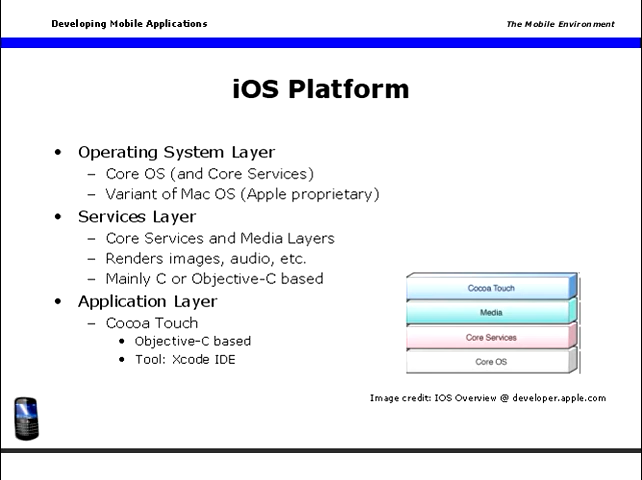 Developing Mobile Applications
The Mobile Environment
iOS Platform
• Operating System Layer
– Core OS (and Core Services)
– Variant of Mac OS (Apple proprietary)
• Services Layer
– Core Services and Media Layers
– Renders images, audio, etc.
– Mainly C or Objective-C based
• Application Layer
– Cocoa Touch
• Objective-C based
• Tool: Xcode IDE
Cocoa Touch
Media
Core Services
Core OS
Image credit: IOS Overview @ developer.apple.com